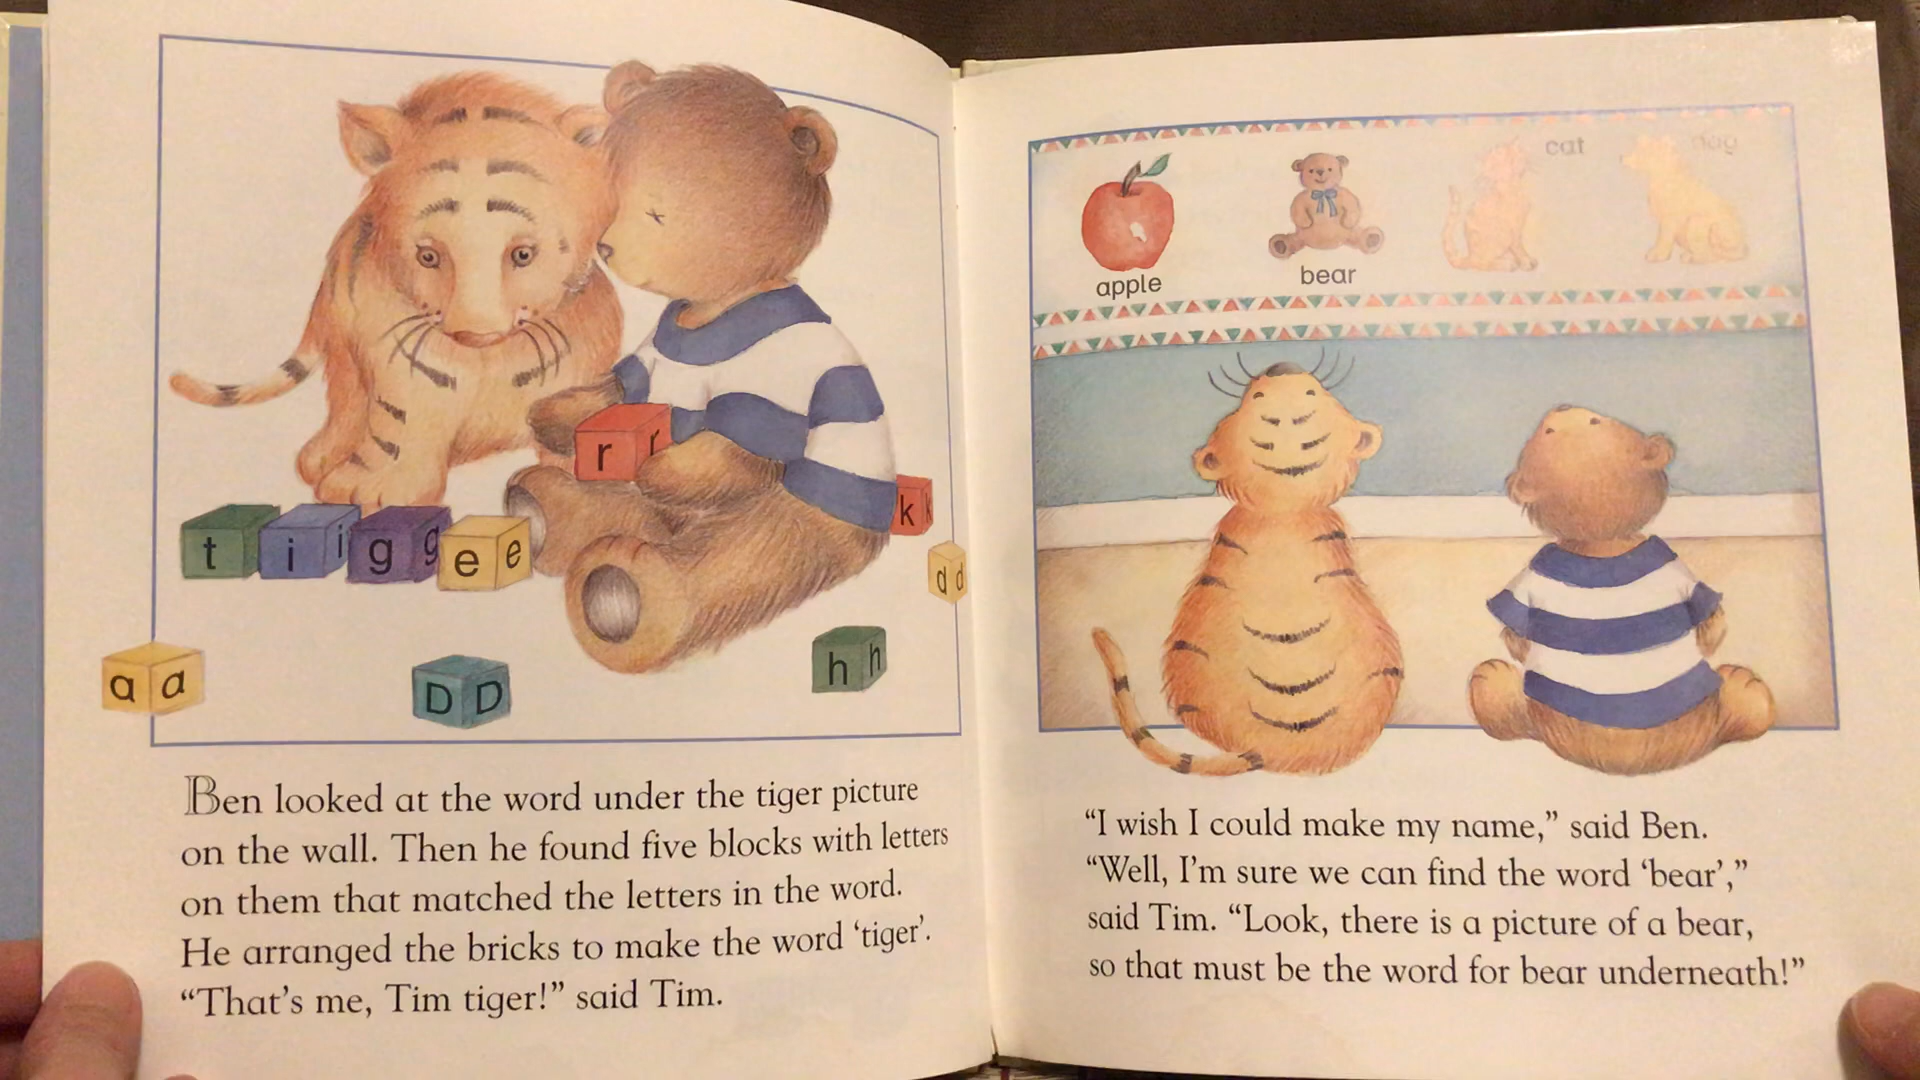 r r
k k
t i i g g e e
d d
a a
D D
h h
Ben looked at the word under the tiger picture
on the wall. Then he found five blocks with letters
on them that matched the letters in the word.
He arranged the bricks to make the word ‘tiger’.
“That’s me, Tim tiger!” said Tim.
cat
apple
bear
“I wish I could make my name,” said Ben.
“Well, I’m sure we can find the word ‘bear’,”
said Tim. “Look, there is a picture of a bear,
so that must be the word for bear underneath!”